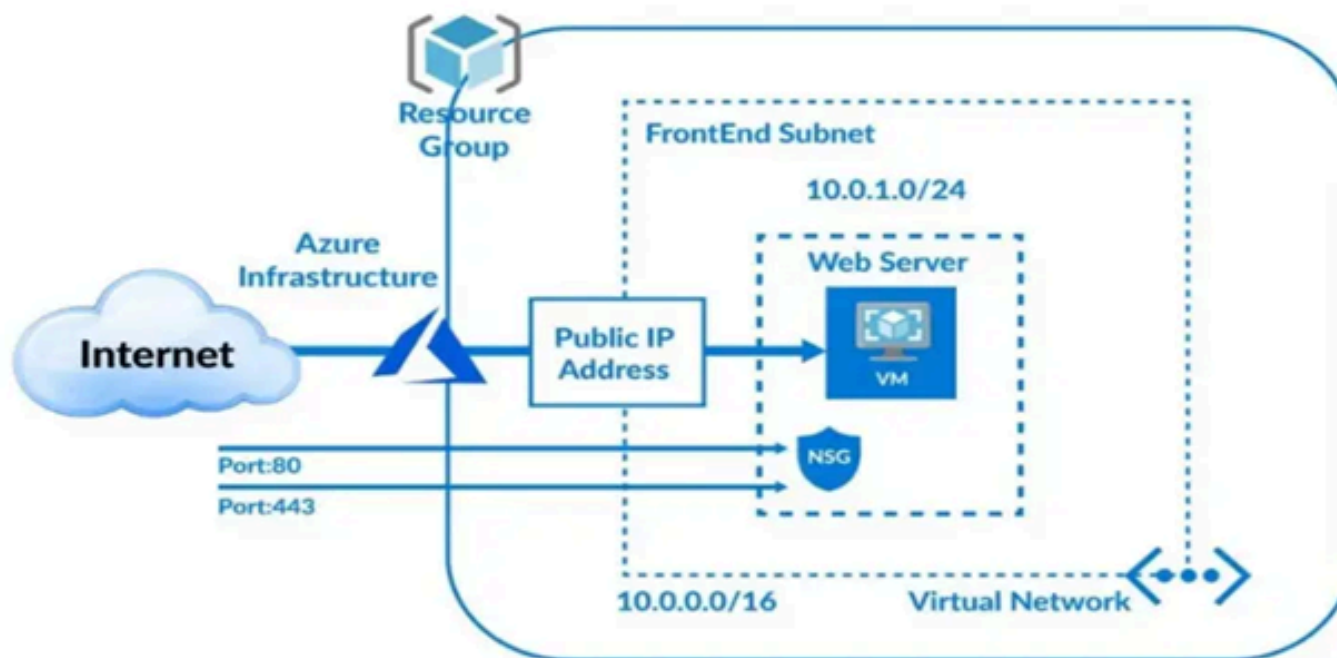 Resource
Group
FrontEnd Subnet
10.0.1.0/24
Azure
Infrastructure
Web Server
Internet
Public IP
Address
VM
NSG
Port:80
Port:443
10.0.0.0/16
Virtual Network